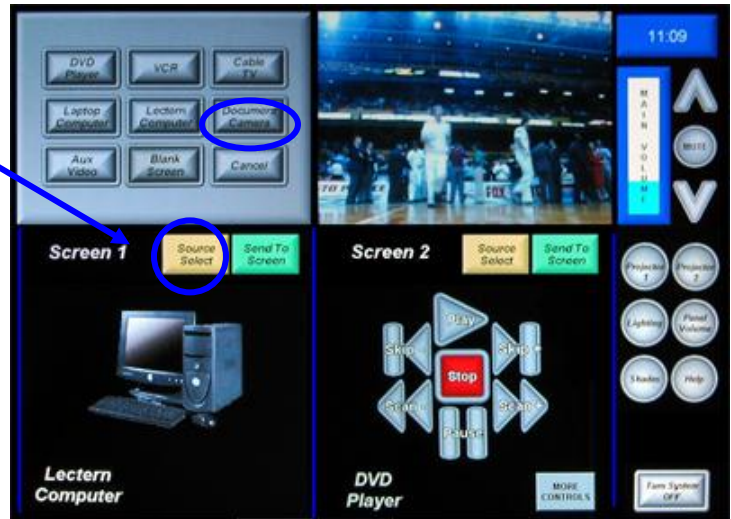 DVD
Player
VCR
Cable
TV
Laptop
Computer
Lectern
Computer
Document
Camera
Aux
Video
Blank
Screen
Cancel
FOX
11:09
MAIN VOLUME
MUTE
Screen 1
Source
Select
Send To
Screen
Screen 2
Source
Select
Send To
Screen
Projector
1
Projector
2
Lighting
Panel
Volume
Shades
Help
Play
Skip -
Skip +
Stop
Scan -
Scan +
Pause
Lectern
Computer
DVD
Player
MORE
CONTROLS
Turn System
OFF